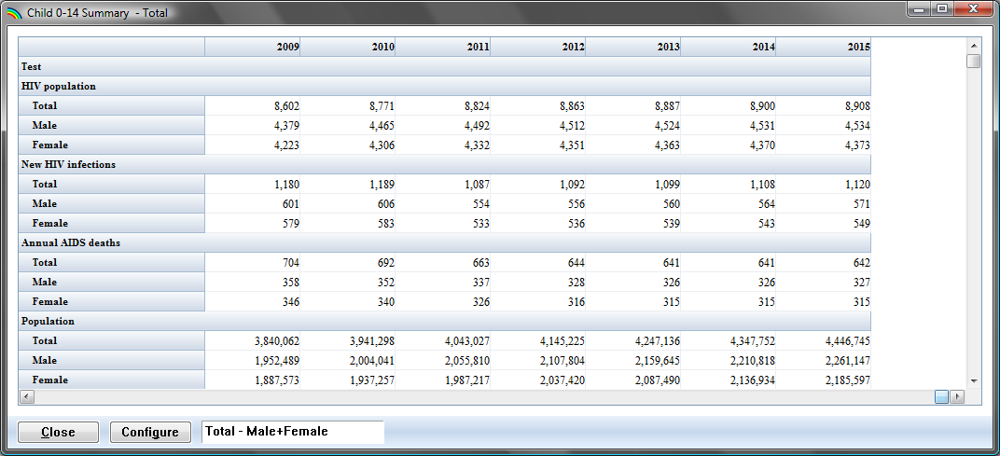 Child 0-14 Summary - Total
2009 2010 2011 2012 2013 2014 2015
Test
HIV population
Total 8,602 8,771 8,824 8,863 8,887 8,900 8,908
Male 4,379 4,465 4,492 4,512 4,524 4,531 4,534
Female 4,223 4,306 4,332 4,351 4,363 4,370 4,373
New HIV infections
Total 1,180 1,189 1,087 1,092 1,099 1,108 1,120
Male 601 606 554 556 560 564 571
Female 579 583 533 536 539 543 549
Annual AIDS deaths
Total 704 692 663 644 641 641 642
Male 358 352 337 328 326 326 327
Female 346 340 326 316 315 315 315
Population
Total 3,840,062 3,941,298 4,043,027 4,145,225 4,247,136 4,347,752 4,446,745
Male 1,952,489 2,004,041 2,055,810 2,107,804 2,159,645 2,210,818 2,261,147
Female 1,887,573 1,937,257 1,987,217 2,037,420 2,087,490 2,136,934 2,185,597
Close Configure Total - Male+Female